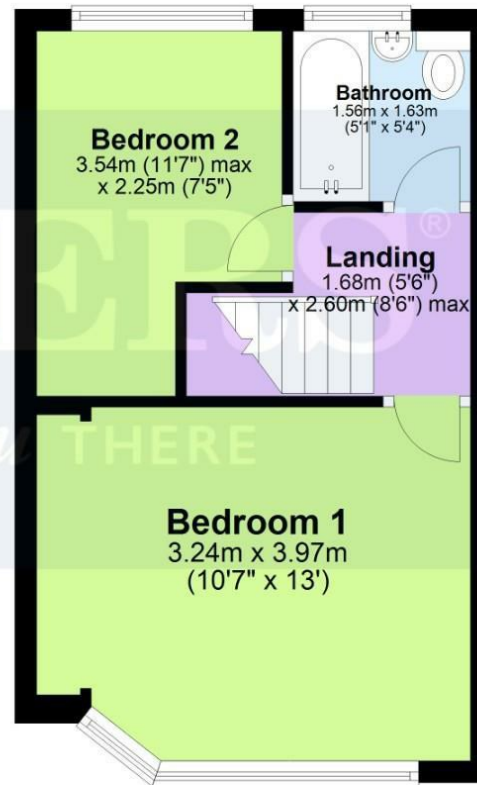 Bedroom 2
3.54m (11'7") max
x 2.25m (7'5")
Bathroom
1.56m x 1.63m
(5'1" x 5'4")
Landing
1.68m (5'6")
x 2.60m (8'6") max
ERS®
THERE
Bedroom 1
3.24m x 3.97m
(10'7" x 13')